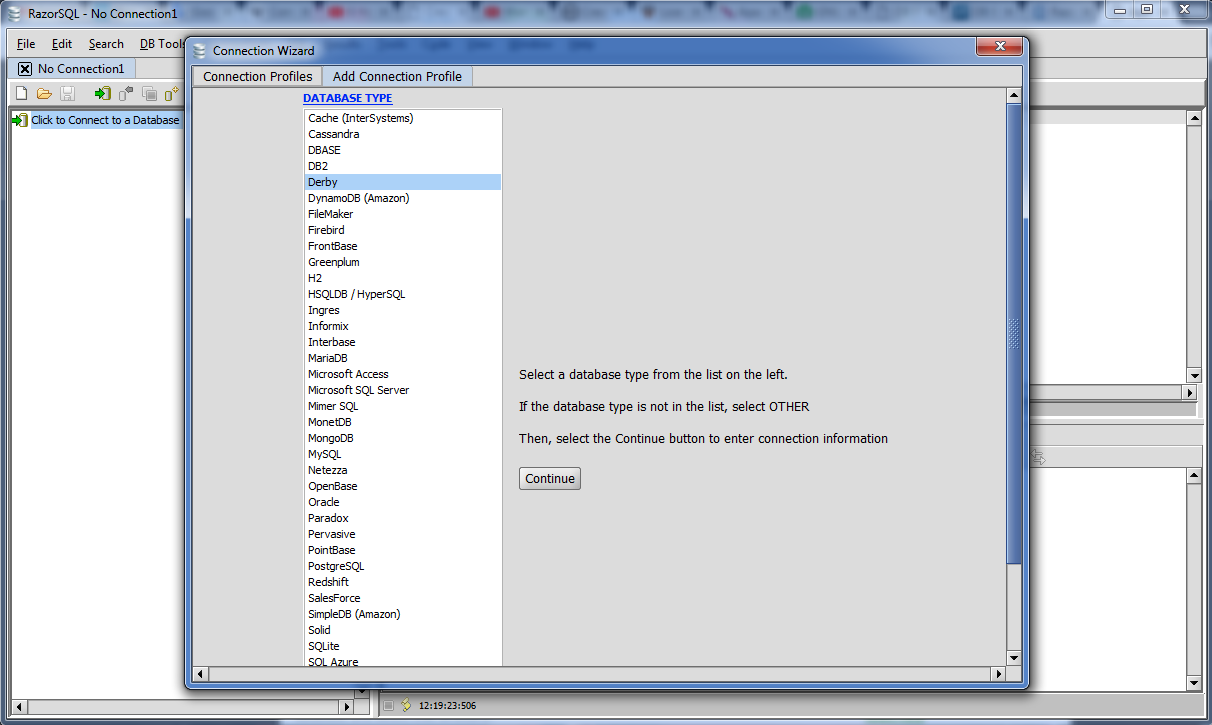 RazorSQL - No Connection1
File Edit Search DB Tools
No Connection1
Click to Connect to a Database
Connection Wizard
Connection Profiles Add Connection Profile
DATABASE TYPE
Cache (InterSystems)
Cassandra
DBASE
DB2
Derby
DynamoDB (Amazon)
FileMaker
Firebird
FrontBase
Greenplum
H2
HSQLDB / HyperSQL
Ingres
Informix
Interbase
MariaDB
Microsoft Access
Microsoft SQL Server
Mimer SQL
MonetDB
MongoDB
MySQL
Netezza
OpenBase
Oracle
Paradox
Pervasive
PointBase
PostgreSQL
Redshift
SalesForce
SimpleDB (Amazon)
Solid
SQLite
SQL Azure
Select a database type from the list on the left.
If the database type is not in the list, select OTHER
Then, select the Continue button to enter connection information
Continue
12:19:23:506